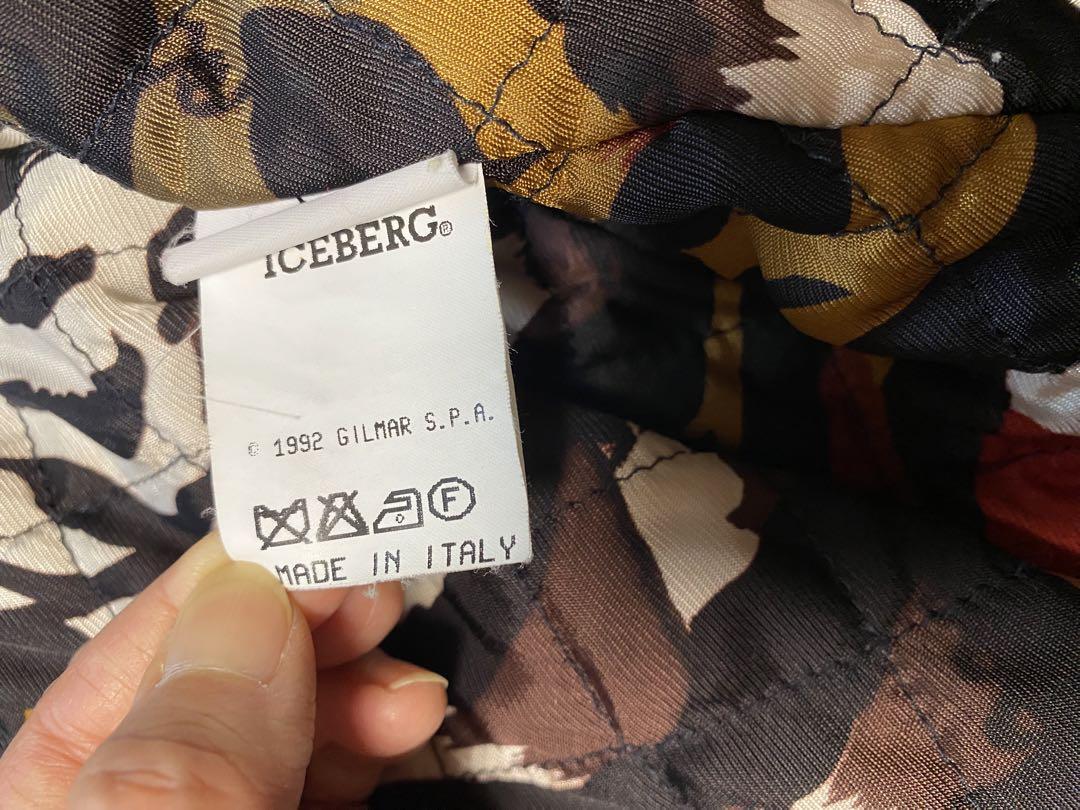 ICEBERG®
© 1992 GILMAR S.P.A.
F
MADE IN ITALY